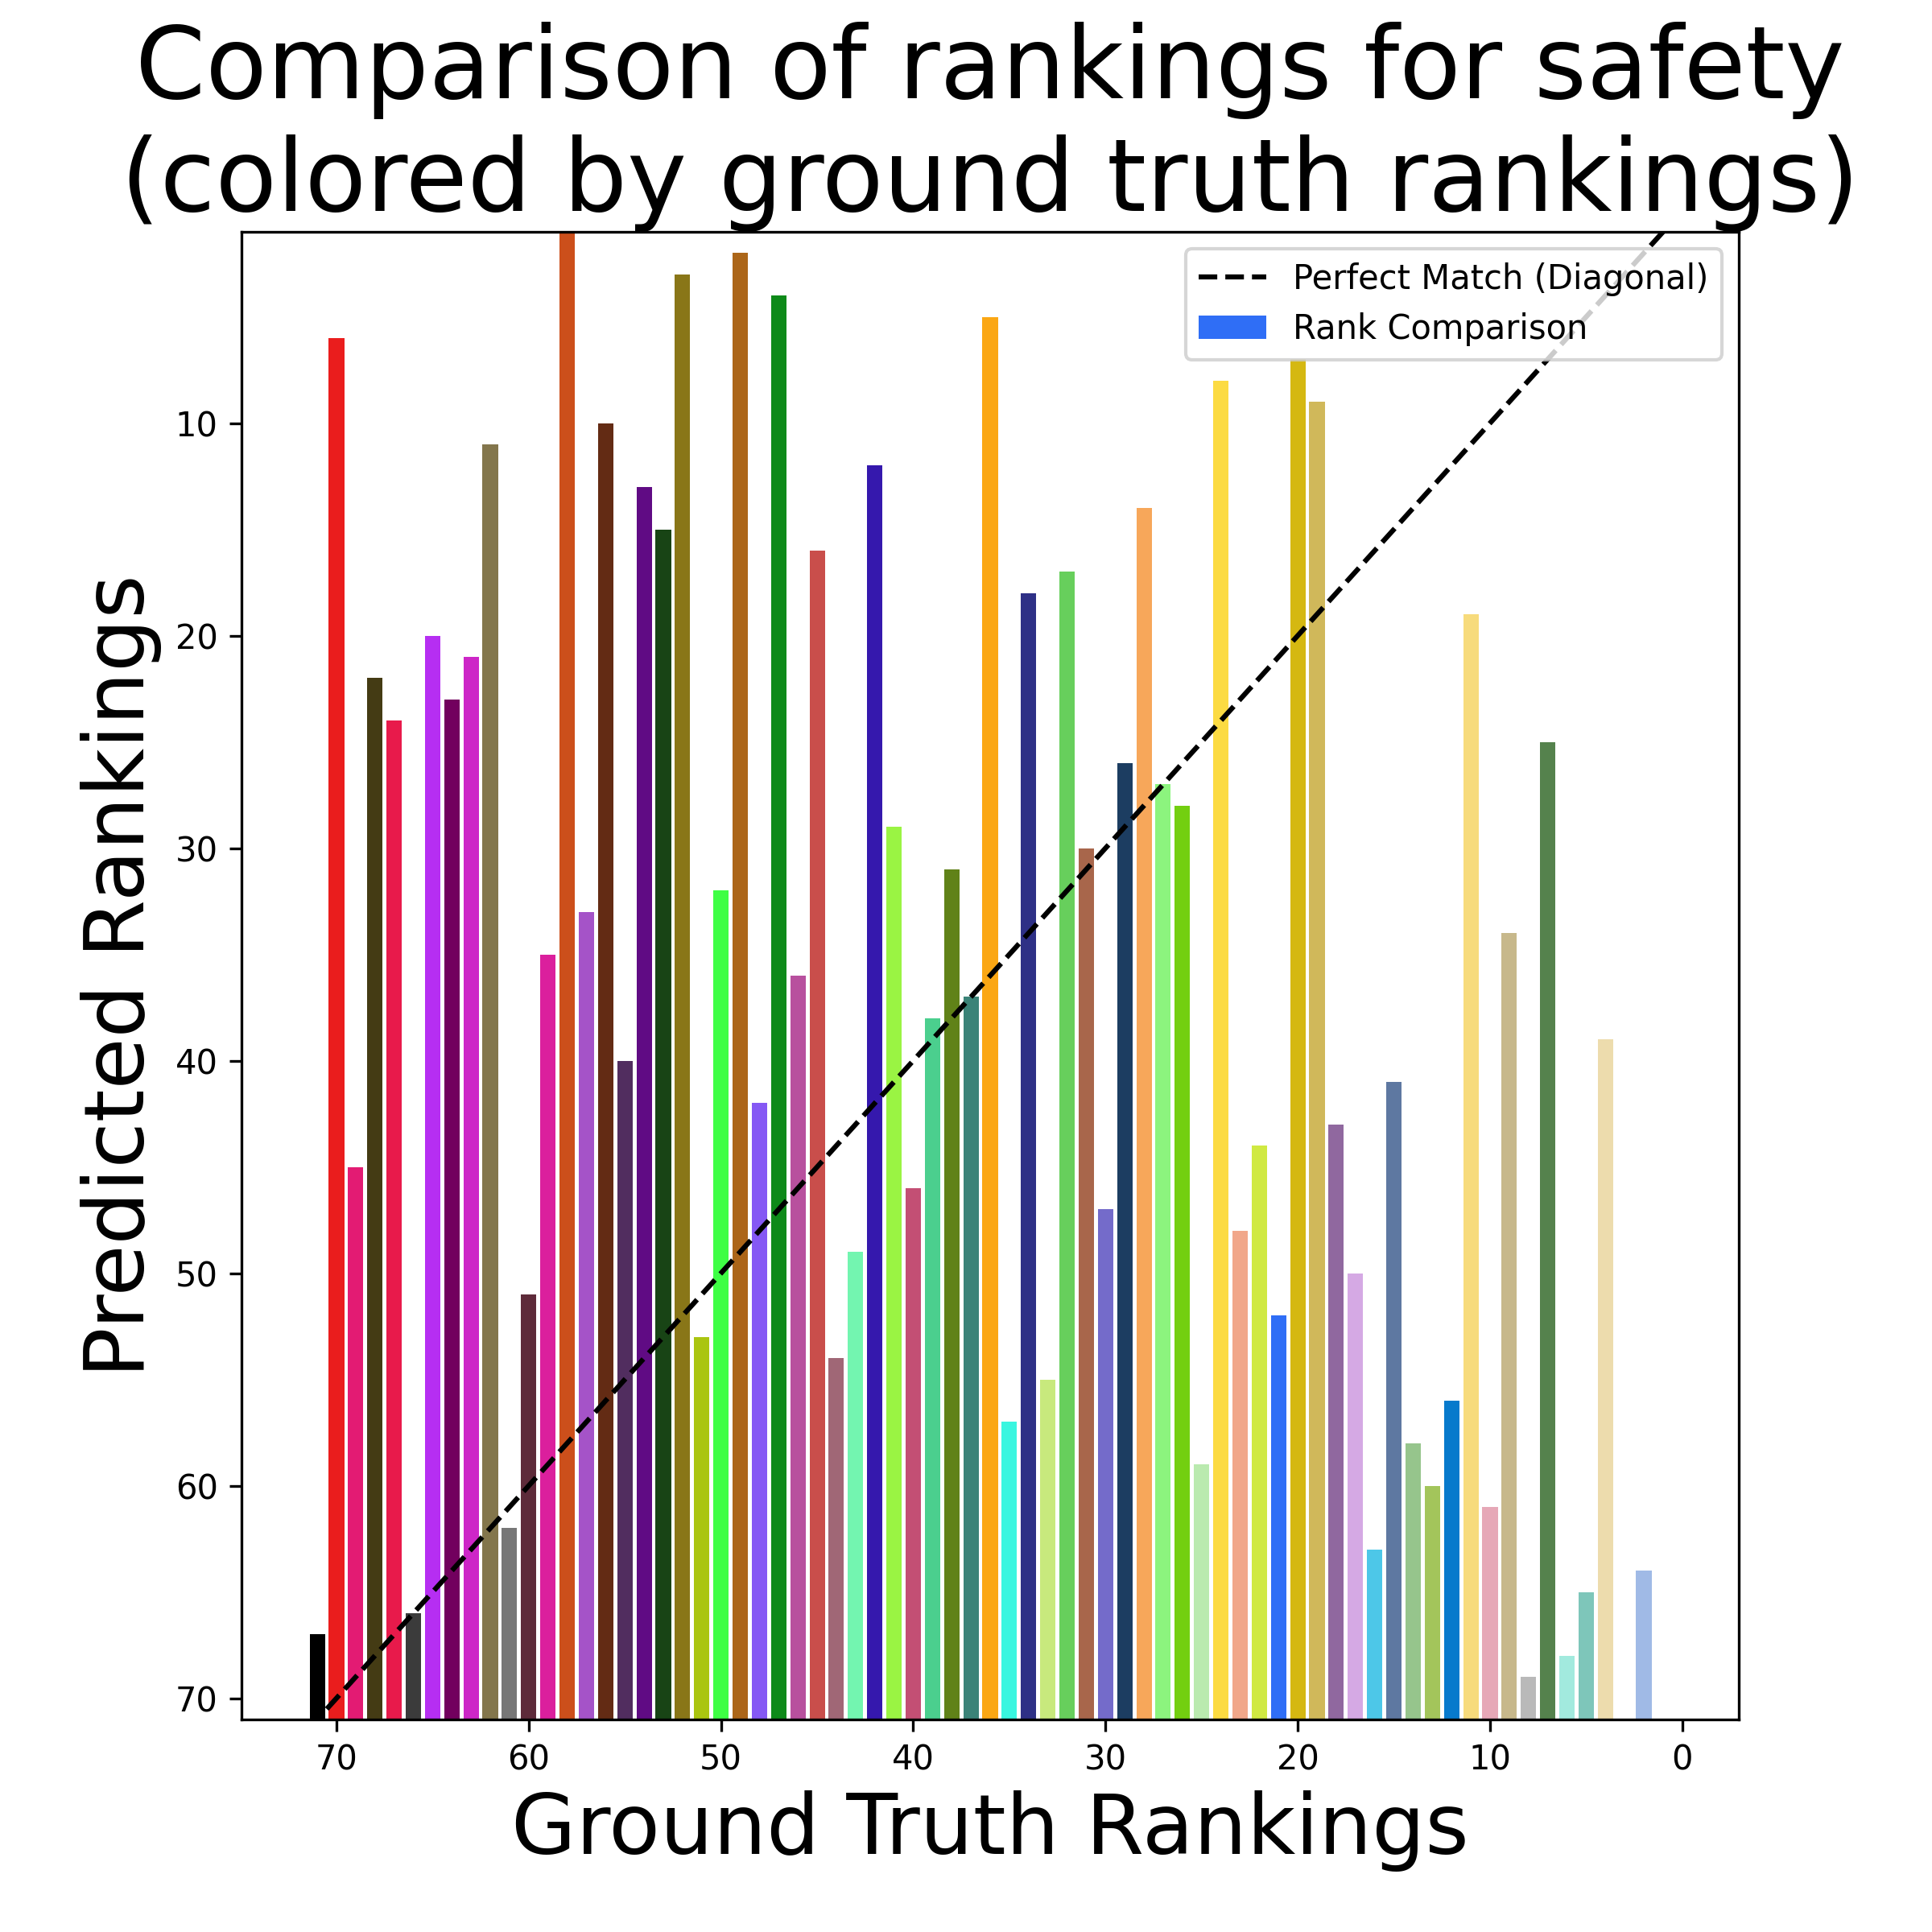 Comparison of rankings for safety
(colored by ground truth rankings)
Perfect Match (Diagonal)
Rank Comparison
Predicted Rankings
10
20
30
40
50
60
70
70
60
50
40
30
20
10
0
Ground Truth Rankings